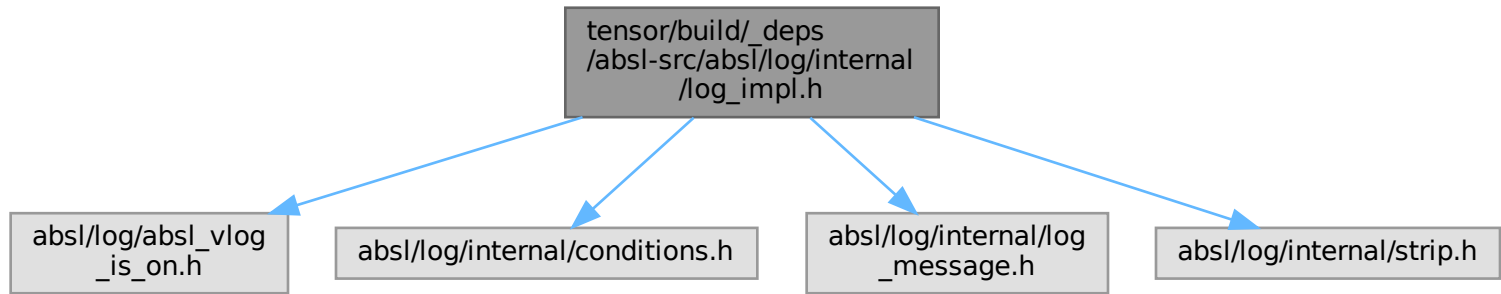 tensor/build/_deps
/absl-src/absl/log/internal
/log_impl.h
absl/log/absl_vlog
_is_on.h
absl/log/internal/conditions.h
absl/log/internal/log
_message.h
absl/log/internal/strip.h